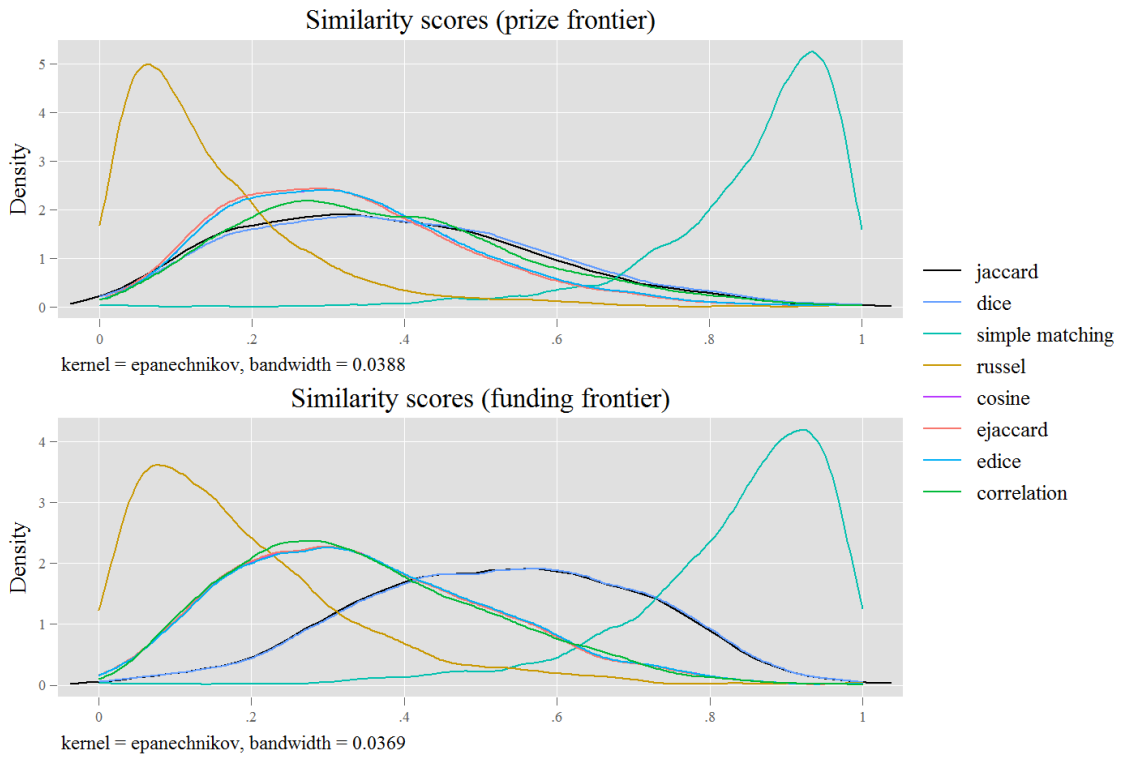 Similarity scores (prize frontier)
Density
5
4
3
2
1
0
0 .2 .4 .6 .8 1
kernel = epanechnikov, bandwidth = 0.0388
Similarity scores (funding frontier)
Density
4
3
2
1
0
0 .2 .4 .6 .8 1
kernel = epanechnikov, bandwidth = 0.0369
jaccard
dice
simple matching
russel
cosine
ejaccard
edice
correlation